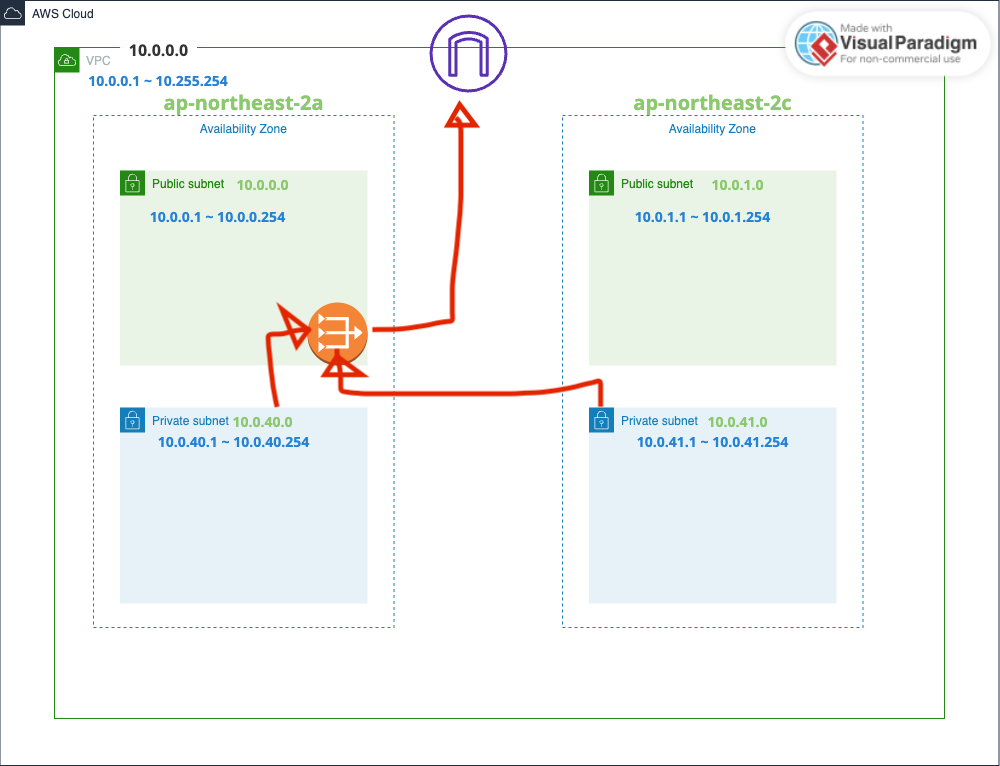 AWS Cloud
Made with
Visual Paradigm
For non-commercial use
10.0.0.0
VPC
10.0.0.1 ~ 10.255.254
ap-northeast-2a
ap-northeast-2c
Availability Zone
Availability Zone
Public subnet 10.0.0.0
10.0.0.1 ~ 10.0.0.254
Public subnet 10.0.1.0
10.0.1.1 ~ 10.0.1.254
Private subnet 10.0.40.0
10.0.40.1 ~ 10.0.40.254
Private subnet 10.0.41.0
10.0.41.1 ~ 10.0.41.254